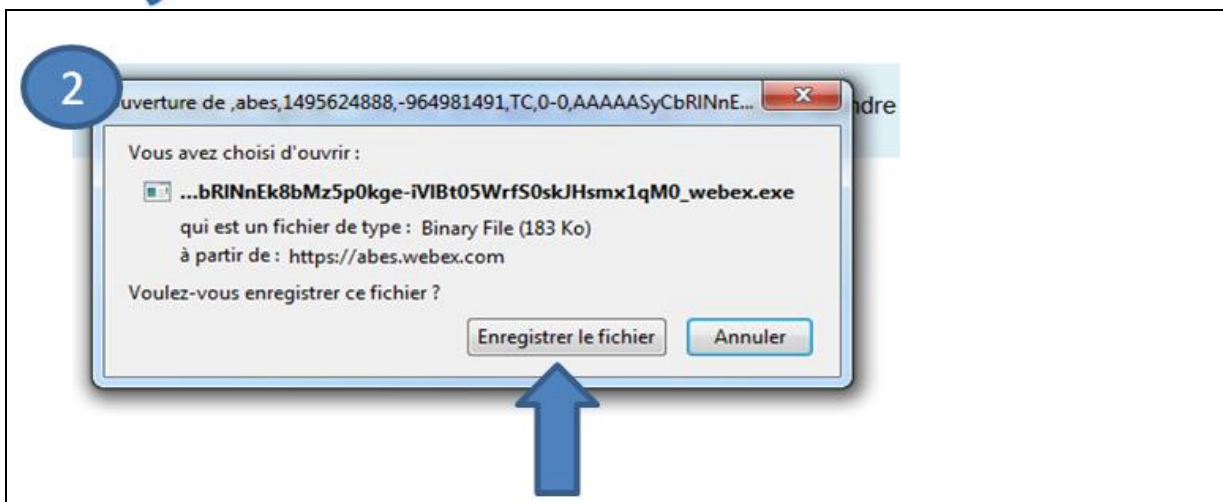 2
uverture de ,abes,1495624888,-964981491,TC,0-0,AAAAASyCbRINnE...
ndre
Vous avez choisi d'ouvrir :
...bRINnEk8bMz5p0kge-iVIBt05WrfS0skJHsmx1qM0_webex.exe
qui est un fichier de type : Binary File (183 Ko)
à partir de : https://abes.webex.com
Voulez-vous enregistrer ce fichier ?
Enregistrer le fichier Annuler